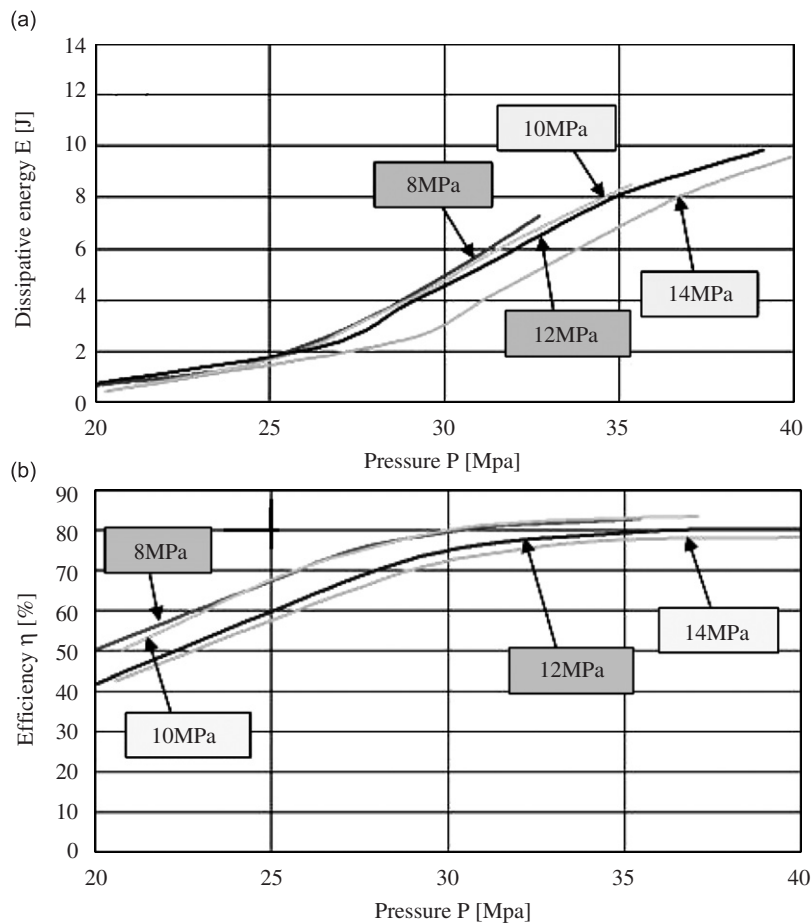 (a)
14
12
10
8
6
4
2
0
Dissipative energy E [J]
10MPa
8MPa
14MPa
12MPa
20
25
30
35
40
Pressure P [Mpa]
(b)
90
80
70
60
50
40
30
20
10
0
Efficiency η [%]
8MPa
14MPa
12MPa
10MPa
20
25
30
35
40
Pressure P [Mpa]